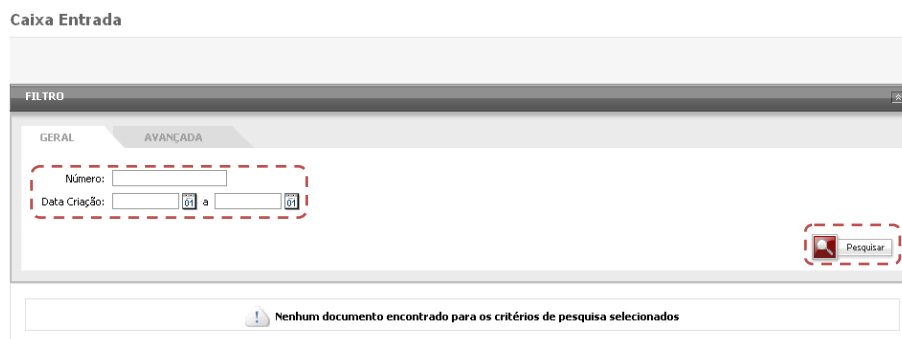 Caixa Entrada
FILTRO
GERAL AVANÇADA
Número:
Data Criação: 01 a 01
Pesquisar
Nenhum documento encontrado para os critérios de pesquisa selecionados